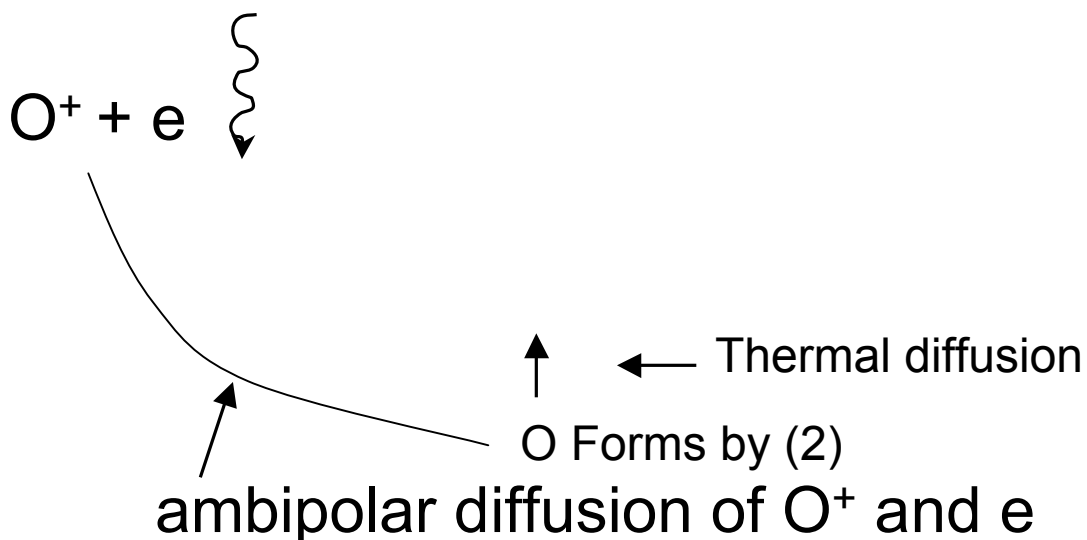 O⁺ + e
Thermal diffusion
O Forms by (2)
ambipolar diffusion of O⁺ and e